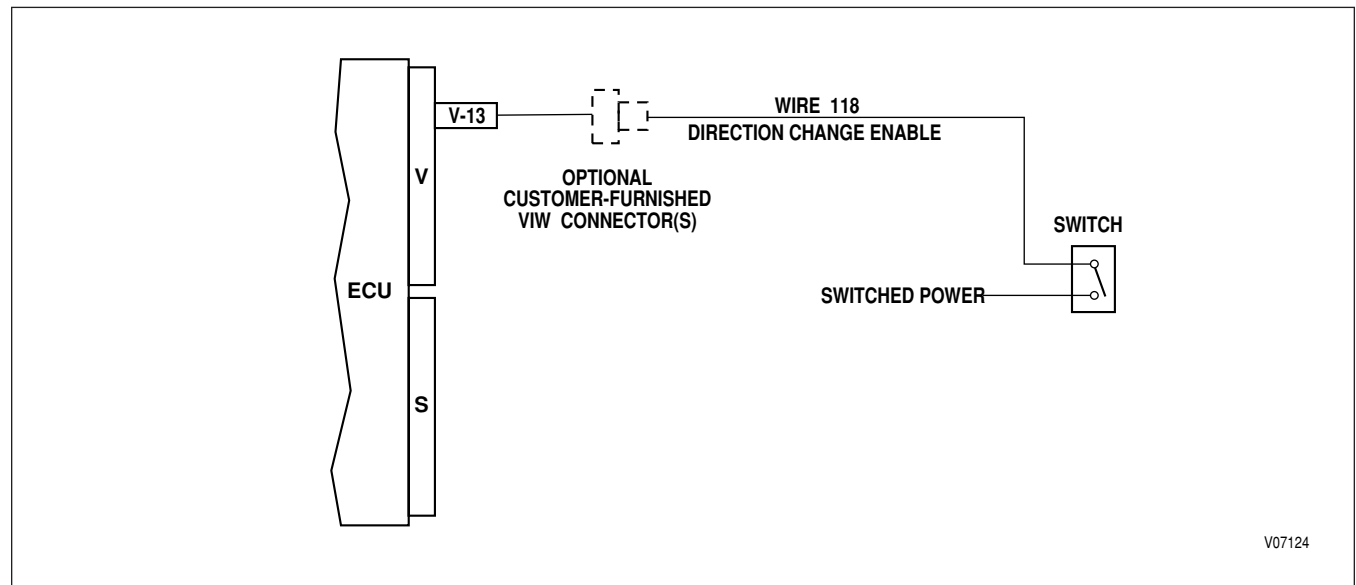 V-13
WIRE 118
DIRECTION CHANGE ENABLE
V
OPTIONAL
CUSTOMER-FURNISHED
VIW CONNECTOR(S)
SWITCH
ECU
SWITCHED POWER
S
V07124